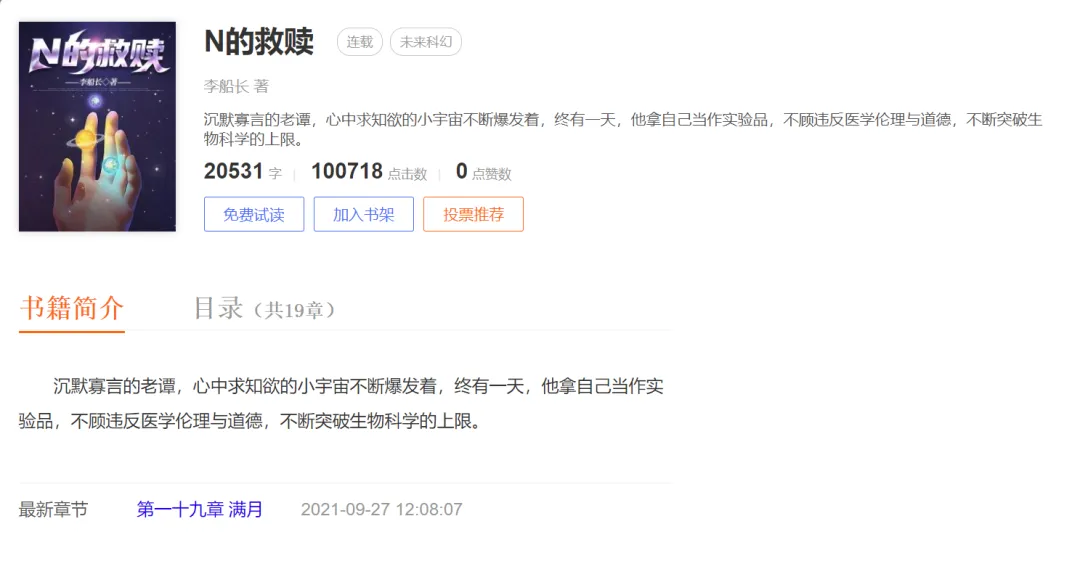 N的救赎
李船长◇著
N的救赎 连载 未来科幻
李船长 著
沉默寡言的老谭，心中求知欲的小宇宙不断爆发着，终有一天，他拿自己当作实验品，不顾违反医学伦理与道德，不断突破生
物科学的上限。
20531 字 | 100718 点击数 | 0 点赞数
免费试读 加入书架 投票推荐
书籍简介 目录（共19章）
沉默寡言的老谭，心中求知欲的小宇宙不断爆发着，终有一天，他拿自己当作实
验品，不顾违反医学伦理与道德，不断突破生物科学的上限。
最新章节 第一十九章 满月 2021-09-27 12:08:07